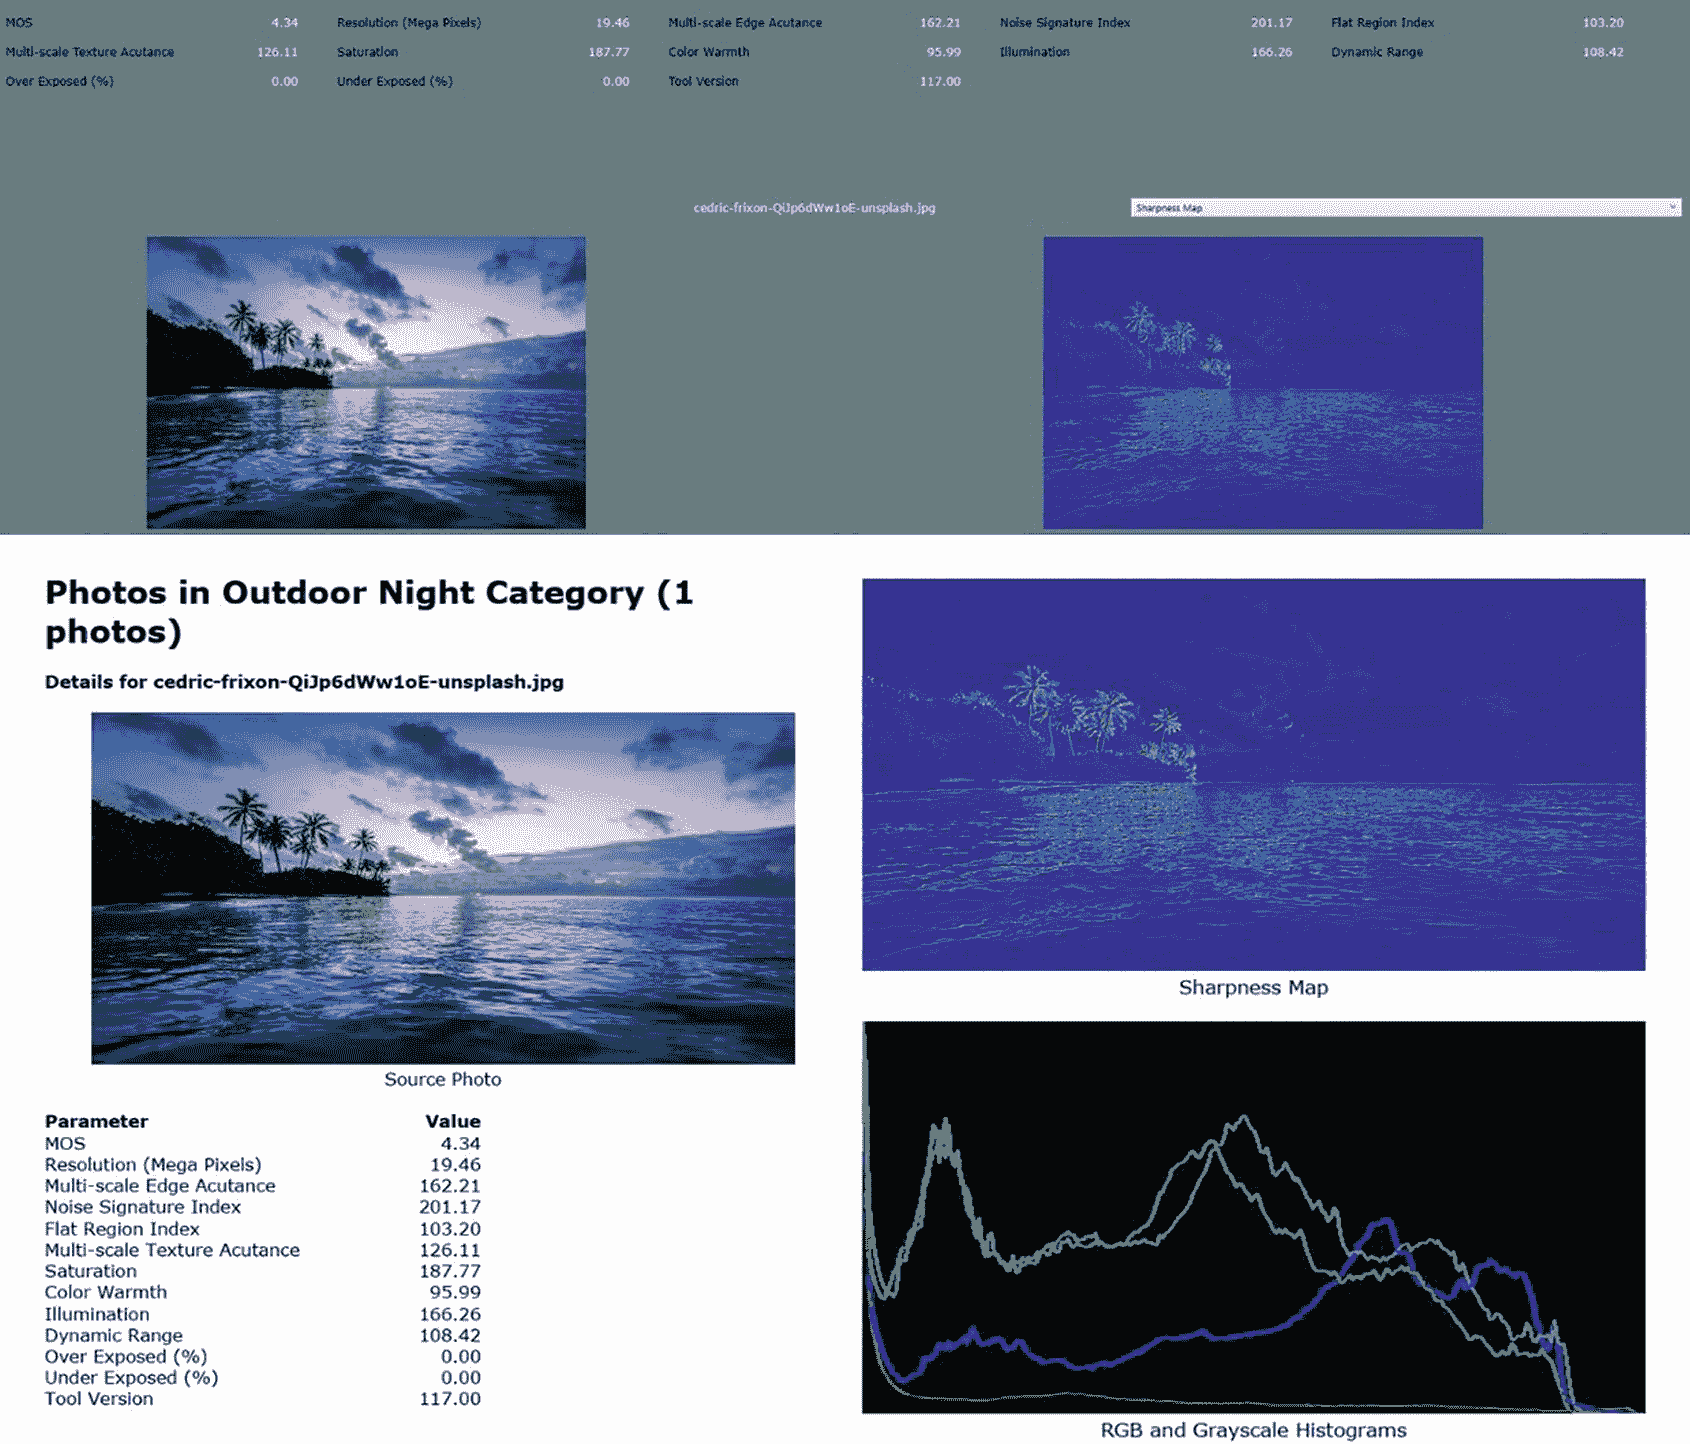 MOS 4.34 Resolution (Mega Pixels) 19.46 Multi-scale Edge Acutance 162.21 Noise Signature Index 201.17 Flat Region Index 103.20
Multi-scale Texture Acutance 126.11 Saturation 187.77 Color Warmth 95.99 Illumination 166.26 Dynamic Range 108.42
Over Exposed (%) 0.00 Under Exposed (%) 0.00 Tool Version 117.00
cedric-frixon-QiJp6dWw1oE-unsplash.jpg Sharpness Map
Photos in Outdoor Night Category (1
photos)
Details for cedric-frixon-QiJp6dWw1oE-unsplash.jpg
Source Photo
Parameter Value
MOS 4.34
Resolution (Mega Pixels) 19.46
Multi-scale Edge Acutance 162.21
Noise Signature Index 201.17
Flat Region Index 103.20
Multi-scale Texture Acutance 126.11
Saturation 187.77
Color Warmth 95.99
Illumination 166.26
Dynamic Range 108.42
Over Exposed (%) 0.00
Under Exposed (%) 0.00
Tool Version 117.00
Sharpness Map
RGB and Grayscale Histograms